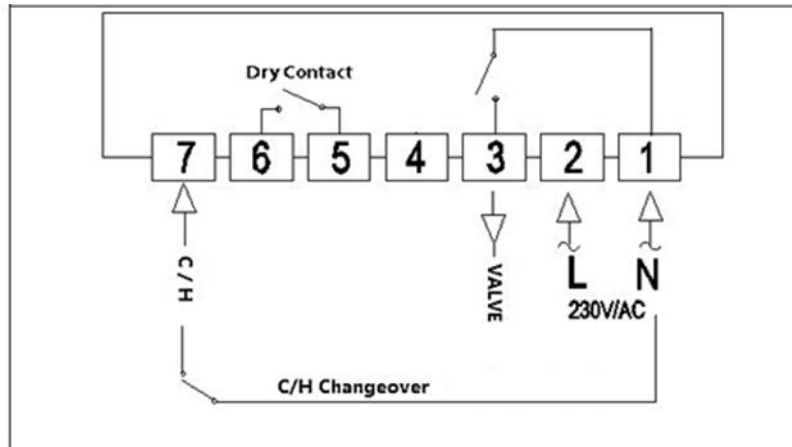 Dry Contact
7 6 5 4 3 2 1
C / H
VALVE
L N
230V/AC
C/H Changeover